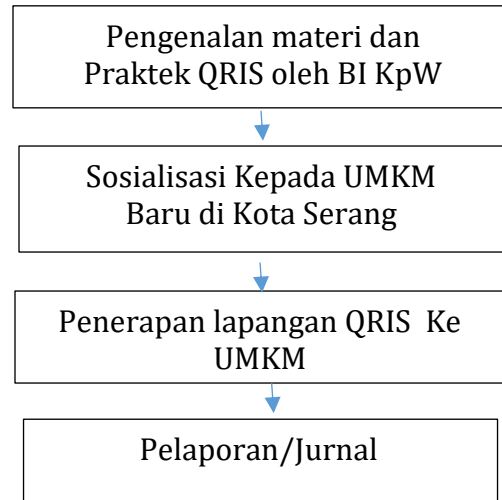 Pengenalan materi dan
Praktek QRIS oleh BI KpW
Sosialisasi Kepada UMKM
Baru di Kota Serang
Penerapan lapangan QRIS Ke
UMKM
Pelaporan/Jurnal